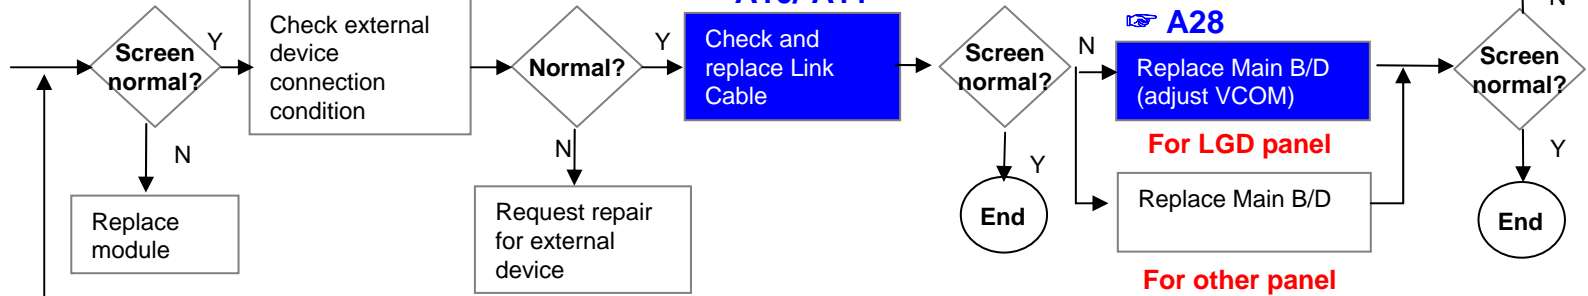 ☞ A28
N
Screen
normal?
Y
Check external
device
connection
condition
Normal?
Y
Check and
replace Link
Cable
Screen
normal?
N
Replace Main B/D
(adjust VCOM)
For LGD panel
Screen
normal?
N
Replace
module
N
Request repair
for external
device
Y
End
Replace Main B/D
For other panel
Y
End